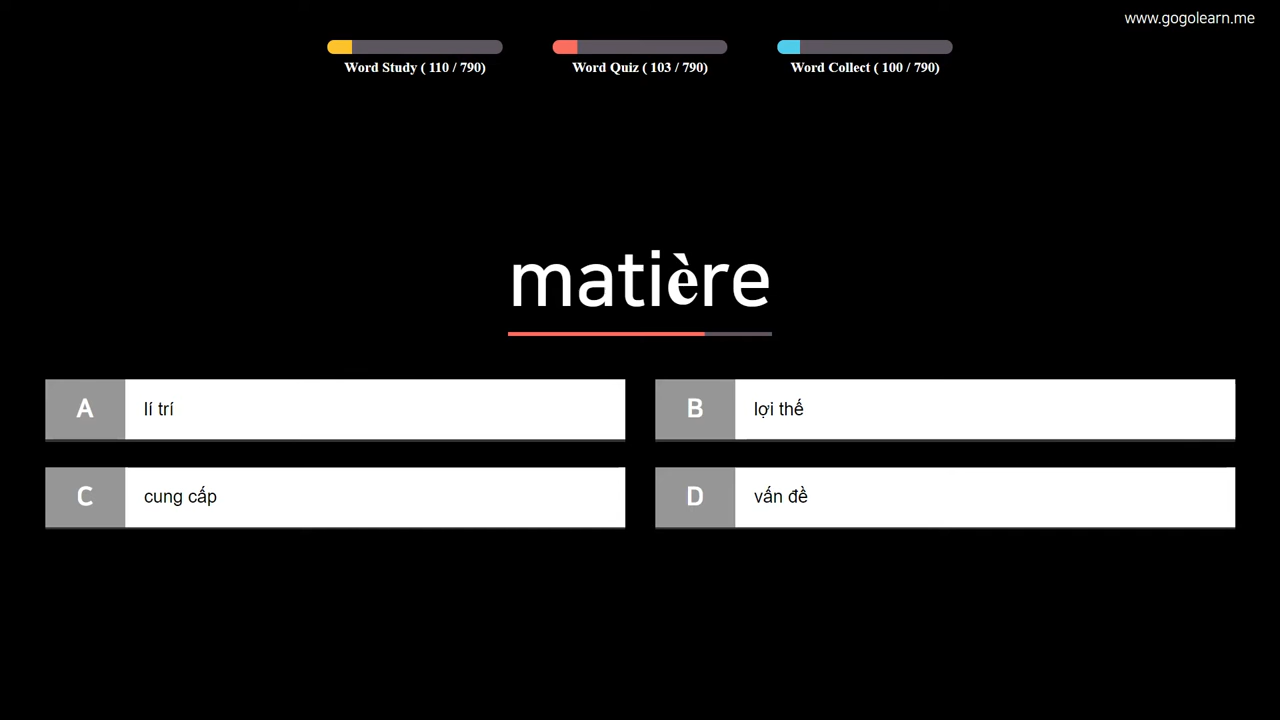 www.gogolearn.me
Word Study ( 110 / 790)
Word Quiz ( 103 / 790)
Word Collect ( 100 / 790)
matière
A lí trí
B lợi thế
C cung cấp
D vấn đề